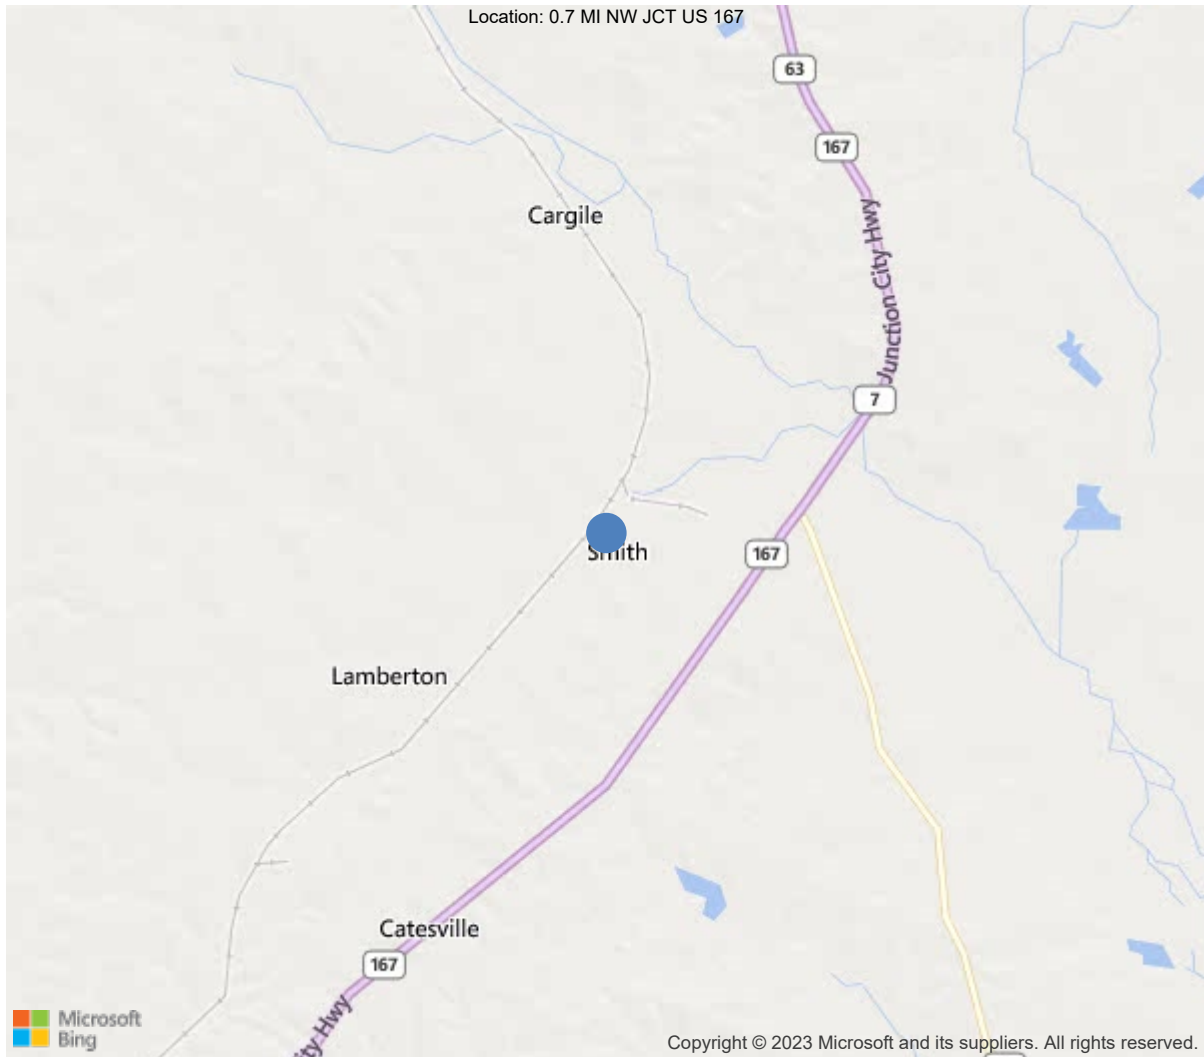 Location: 0.7 MI NW JCT US 167
63
167
Cargile
Junction City Hwy
7
167
Smith
Lamberton
Catesville
167
ity Hwy
Microsoft
Bing
Copyright © 2023 Microsoft and its suppliers. All rights reserved.